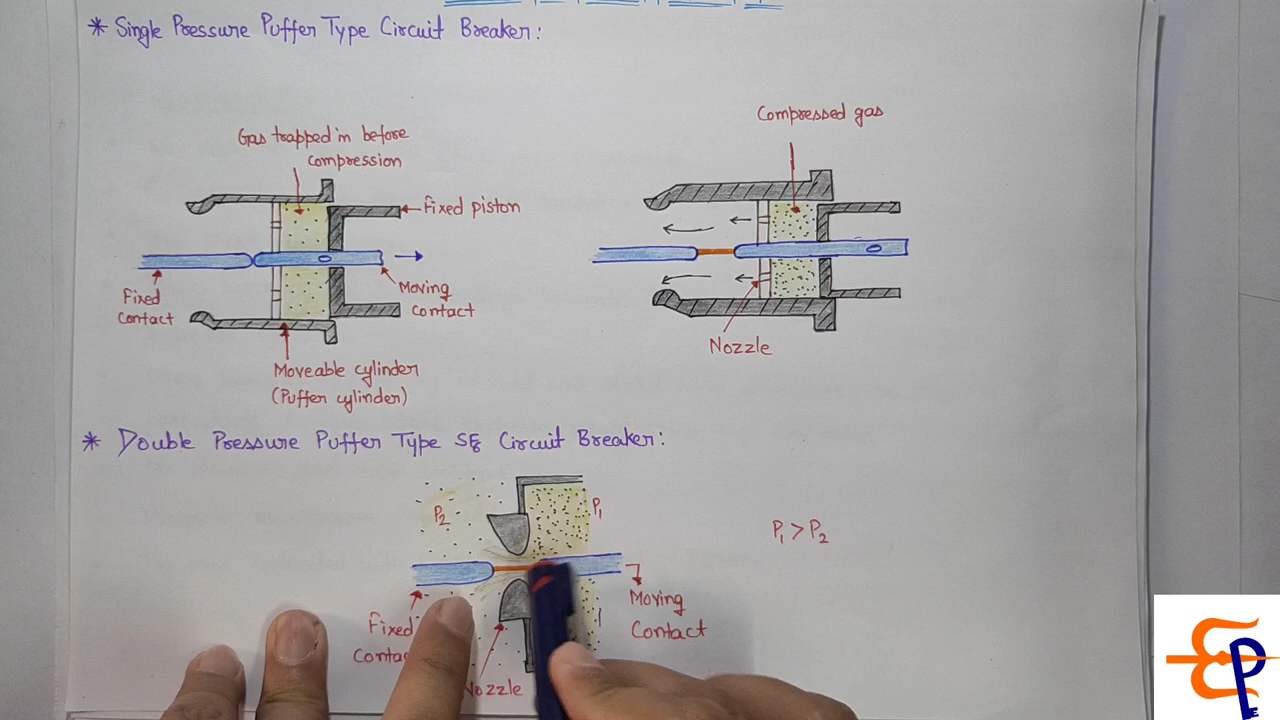 * Single Pressure Puffer Type Circuit Breaker:
Gas trapped in before
compression
Fixed piston
Fixed
Contact
Moving
contact
Moveable cylinder
(Puffer cylinder)
Compressed gas
Nozzle
* Double Pressure Puffer Type SF6 Circuit Breaker:
P2
P1
P1 > P2
Fixed
Moving
Contact
Nozzle
EP